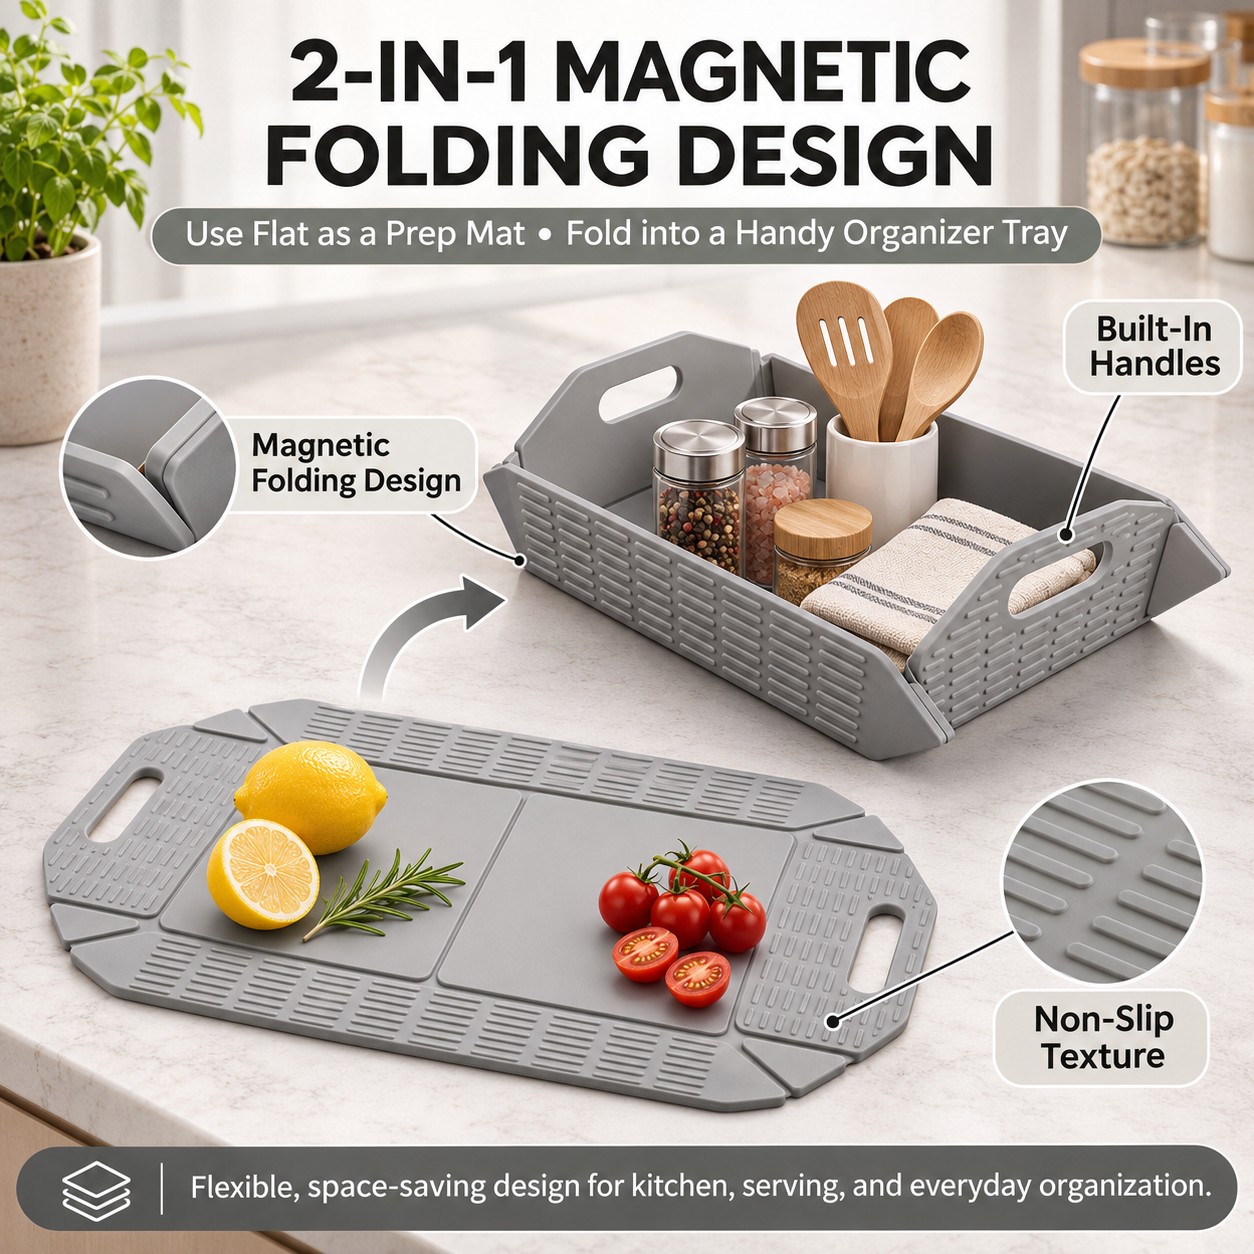 2-IN-1 MAGNETIC
FOLDING DESIGN
Use Flat as a Prep Mat • Fold into a Handy Organizer Tray
Built-In
Handles
Magnetic
Folding Design
Non-Slip
Texture
Flexible, space-saving design for kitchen, serving, and everyday organization.